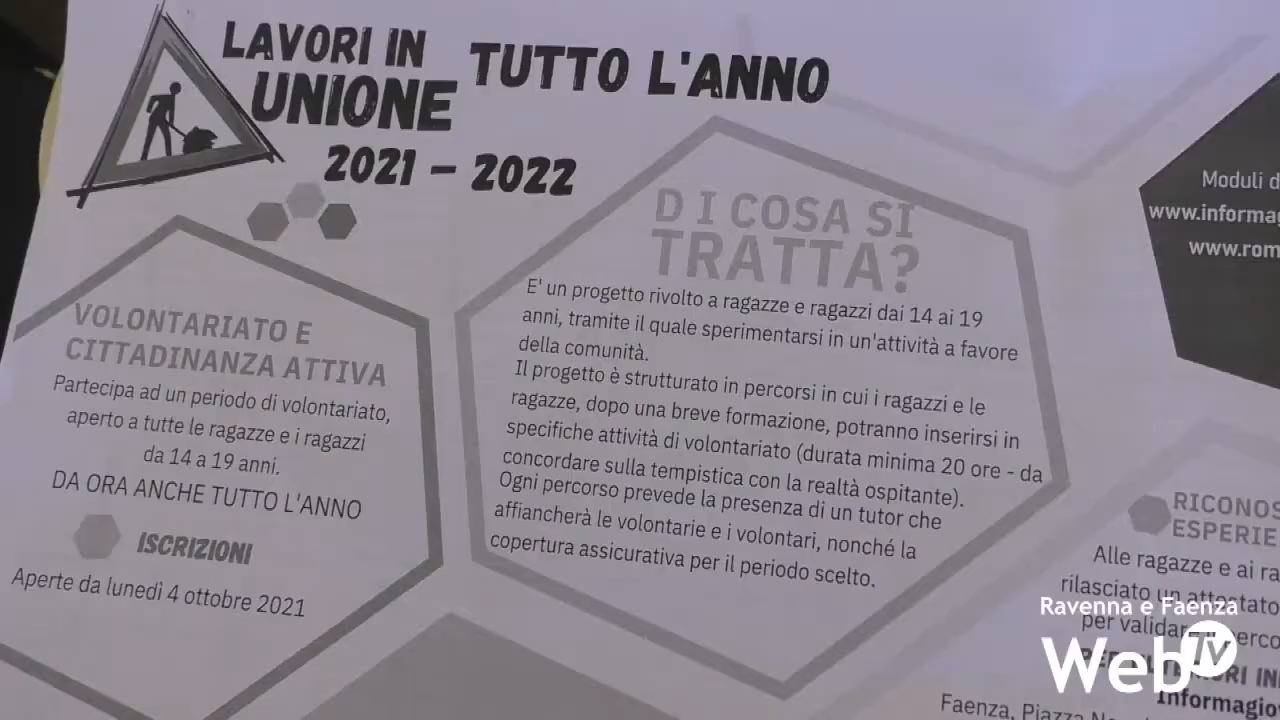 LAVORI IN
UNIONE
TUTTO L'ANNO
2021 – 2022
VOLONTARIATO E
CITTADINANZA ATTIVA
Partecipa ad un periodo di volontariato,
aperto a tutte le ragazze e i ragazzi
da 14 a 19 anni.
DA ORA ANCHE TUTTO L'ANNO
ISCRIZIONI
Aperte da lunedì 4 ottobre 2021
D I COSA SI
TRATTA?
E' un progetto rivolto a ragazze e ragazzi dai 14 ai 19
anni, tramite il quale sperimentarsi in un'attività a favore
della comunità.
Il progetto è strutturato in percorsi in cui i ragazzi e le
ragazze, dopo una breve formazione, potranno inserirsi in
specifiche attività di volontariato (durata minima 20 ore - da
concordare sulla tempistica con la realtà ospitante).
Ogni percorso prevede la presenza di un tutor che
affiancherà le volontarie e i volontari, nonché la
copertura assicurativa per il periodo scelto.
Moduli d
www.informag
www.rom
RICONOS
ESPERIE
Alle ragazze e ai ra
rilasciato un attestato
per validare
Informagio
Faenza, Piazza
Ravenna e Faenza
Web TV